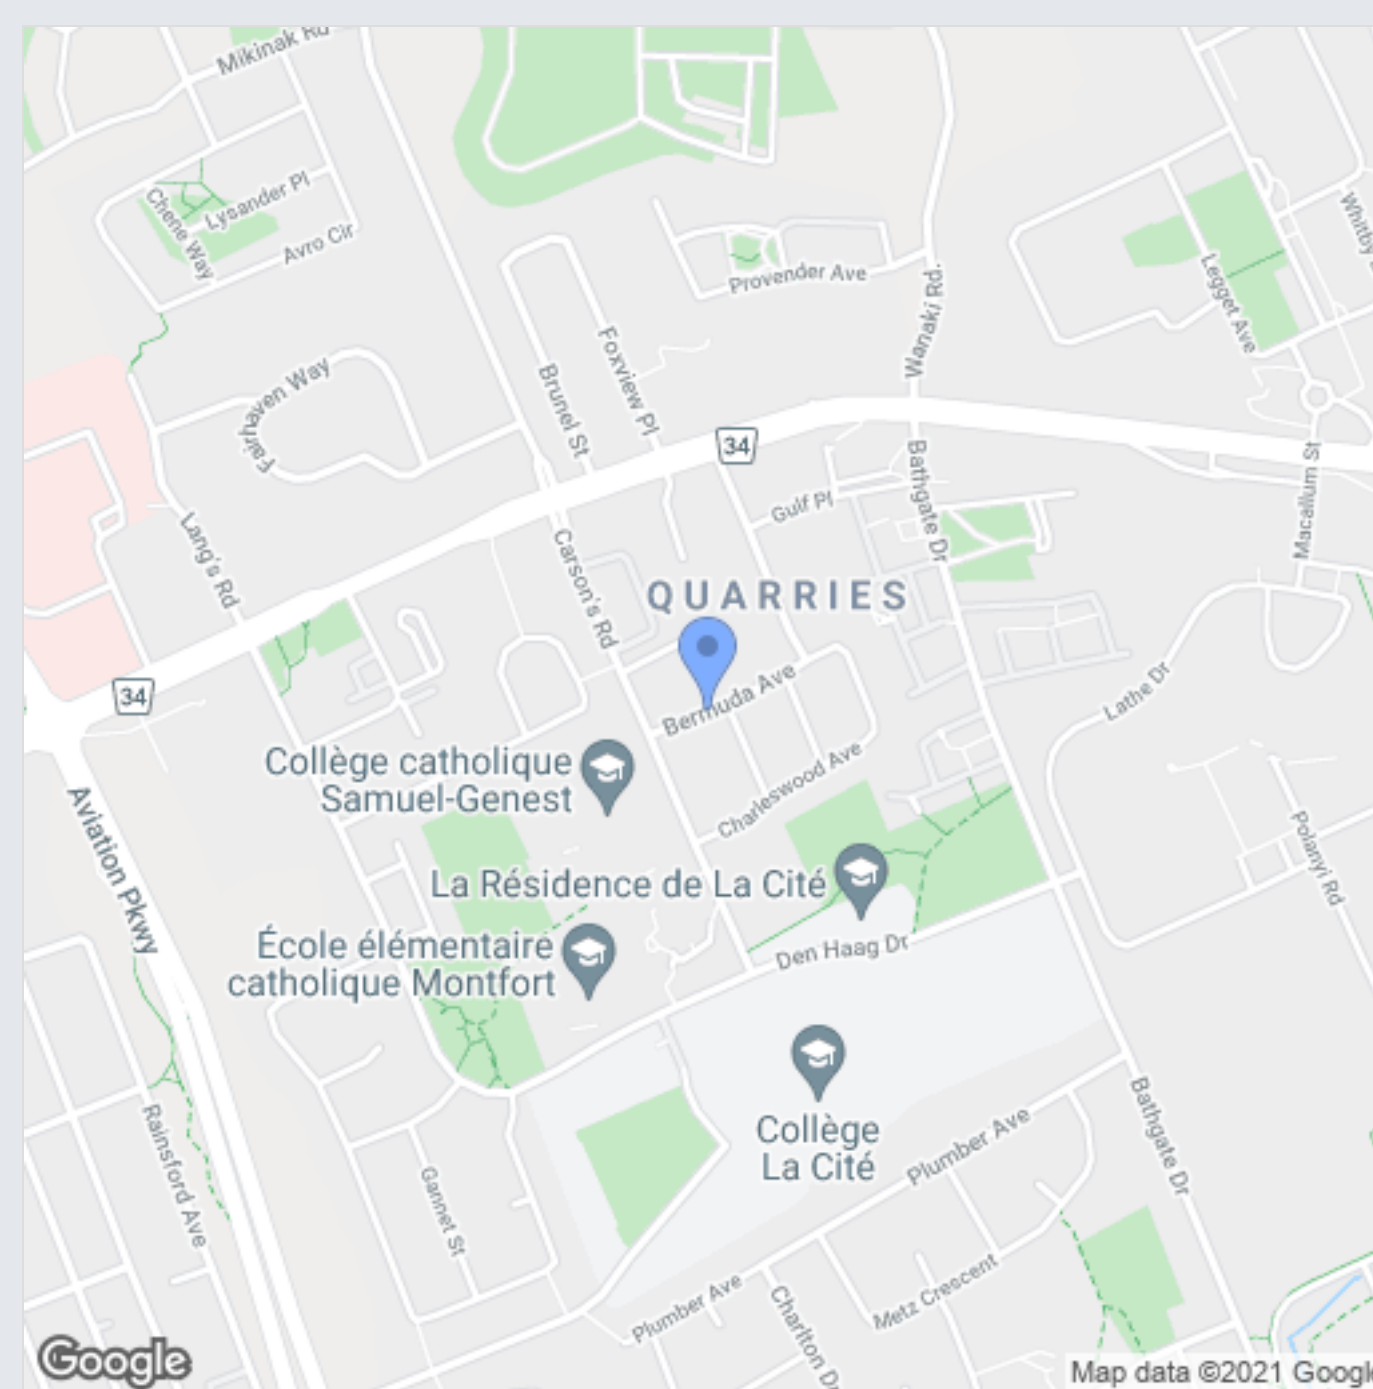 Mikinak Rd
Lysander Pl
Chene Way
Avro Cir
Provender Ave
Wanaki Rd.
Whitby
Legget Ave
Fairhaven Way
Foxview Pl
Brunel St
34
Gulf Pl
Bathgate Dr
Macallum St
Lang's Rd
Carson's Rd
QUARRIES
34
Bermuda Ave
Lathe Dr
Collège catholique
Samuel-Genest
Charleswood Ave
Aviation Pkwy
Polanyi Rd
La Résidence de La Cité
École élémentaire
catholique Montfort
Den Haag Dr
Collège
La Cité
Plumber Ave
Bathgate Dr
Rainsford Ave
Gannet St
Metz Crescent
Plumber Ave
Charlton D
Google
Map data ©2021 Google